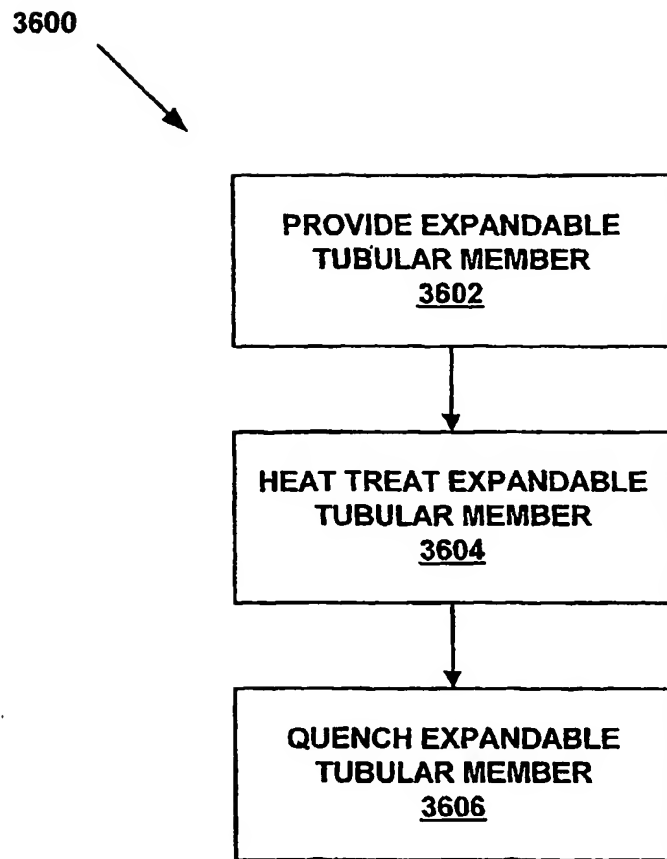 3600
PROVIDE EXPANDABLE
TUBULAR MEMBER
3602
HEAT TREAT EXPANDABLE
TUBULAR MEMBER
3604
QUENCH EXPANDABLE
TUBULAR MEMBER
3606